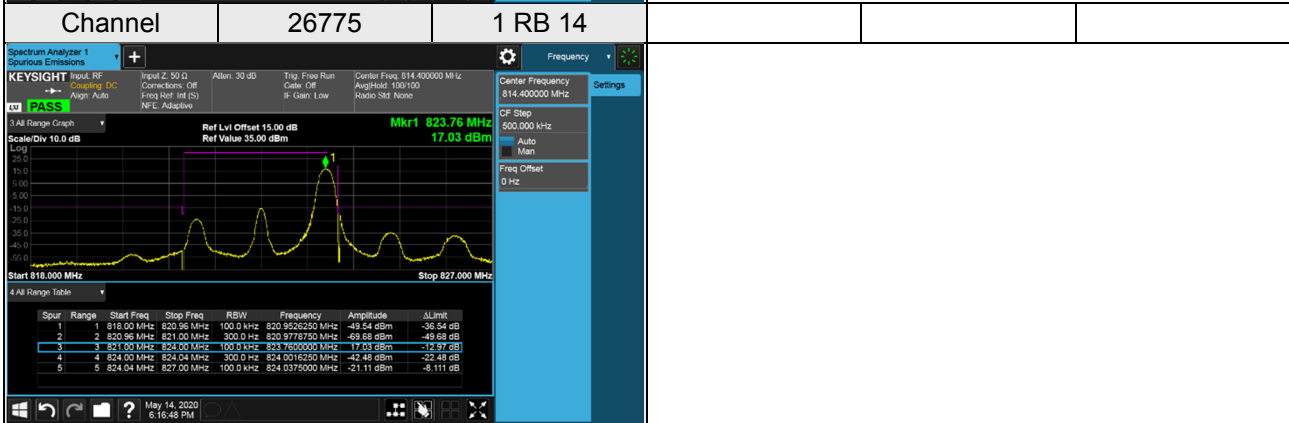 Channel 26775 1 RB 14
Spectrum Analyzer 1
Spurious Emissions
Frequency
KEYSIGHT Input: RF Input Z: 50 Ω Atten: 30 dB Trig: Free Run Center Freq: 814.400000 MHz
Coupling: DC Corrections: Off Gate: Off Avg|Hold: 100/100
Align: Auto Freq Ref: Int (S) IF Gain: Low Radio Std: None
LXI PASS NFE: Adaptive
Center Frequency
814.400000 MHz
Settings
CF Step
500.000 kHz
Auto
Man
Freq Offset
0 Hz
3 All Range Graph
Ref Lvl Offset 15.00 dB Mkr1 823.76 MHz
Scale/Div 10.0 dB Ref Value 35.00 dBm 17.03 dBm
Log
1
25.0
15.0
5.00
-5.00
-15.0
-25.0
-35.0
-45.0
-55.0
Start 818.000 MHz Stop 827.000 MHz
4 All Range Table
Spur Range Start Freq Stop Freq RBW Frequency Amplitude ΔLimit
1 1 818.00 MHz 820.96 MHz 100.0 kHz 820.9526250 MHz -49.54 dBm -36.54 dB
2 2 820.96 MHz 821.00 MHz 300.0 Hz 820.9778750 MHz -69.68 dBm -49.68 dB
3 3 821.00 MHz 824.00 MHz 100.0 kHz 823.7600000 MHz 17.03 dBm -12.97 dB
4 4 824.00 MHz 824.04 MHz 300.0 Hz 824.0016250 MHz -42.48 dBm -22.48 dB
5 5 824.04 MHz 827.00 MHz 100.0 kHz 824.0375000 MHz -21.11 dBm -8.111 dB
May 14, 2020
6:16:48 PM